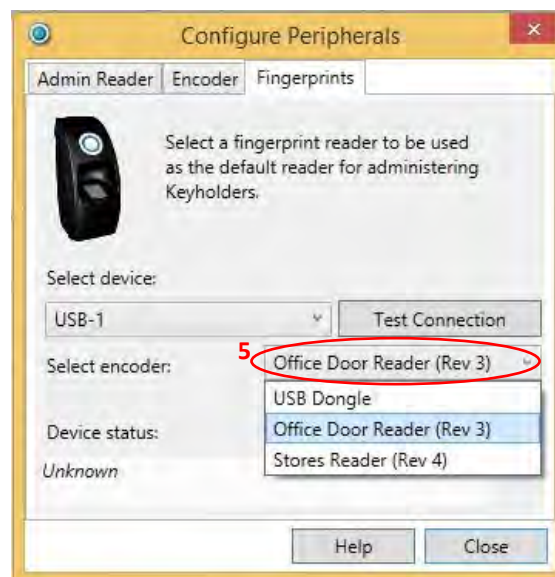 Configure Peripherals
Admin Reader Encoder Fingerprints
Select a fingerprint reader to be used
as the default reader for administering
Keyholders.
Select device:
USB-1 Test Connection
Select encoder: 5 Office Door Reader (Rev 3)
USB Dongle
Device status: Office Door Reader (Rev 3)
Stores Reader (Rev 4)
Unknown
Help Close